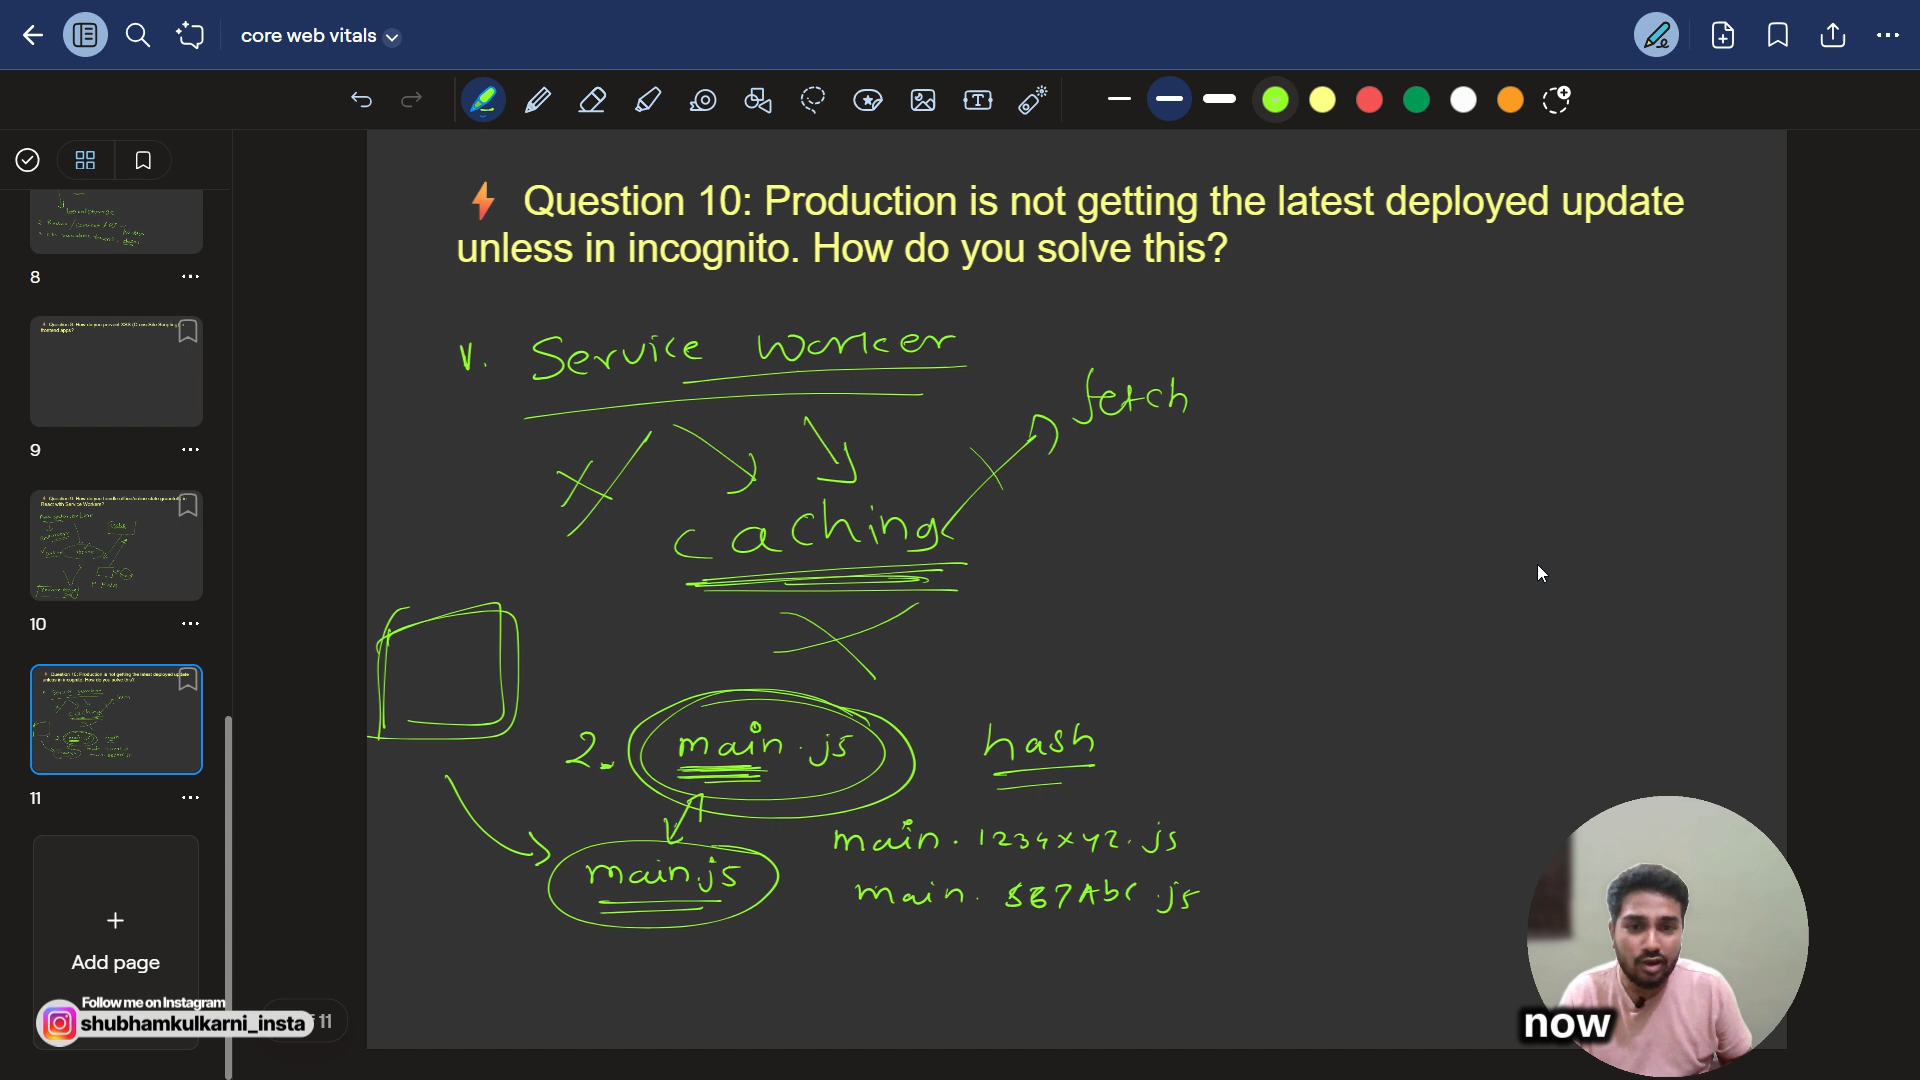 core web vitals
⚡ Question 10: Production is not getting the latest deployed update
unless in incognito. How do you solve this?
1. Service Worker
fetch
caching
2. main.js
hash
main.js
main.1234xyz.js
main.567Abc.js
8
9
10
11
+
Add page
Follow me on Instagram
shubhamkulkarni_insta
11
now